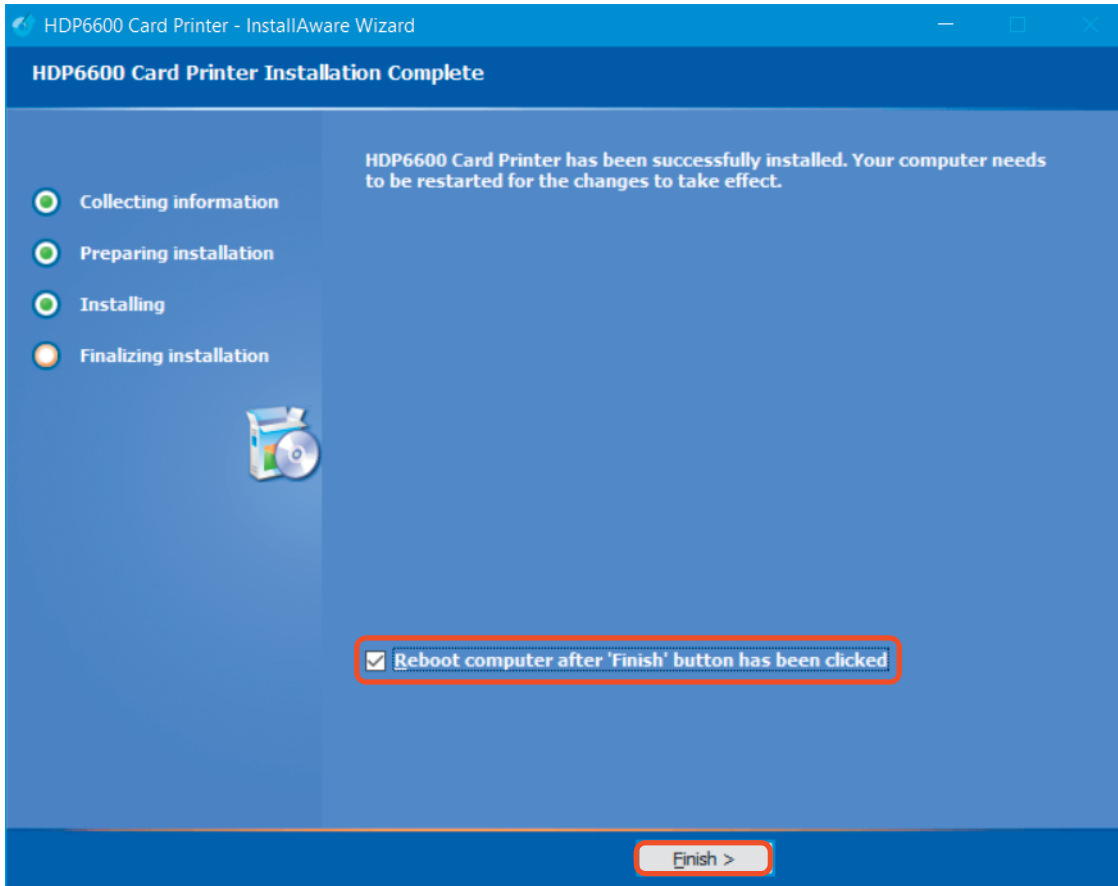 HDP6600 Card Printer - InstallAware Wizard
HDP6600 Card Printer Installation Complete
HDP6600 Card Printer has been successfully installed. Your computer needs
to be restarted for the changes to take effect.
Collecting information
Preparing installation
Installing
Finalizing installation
Reboot computer after 'Finish' button has been clicked
Finish >